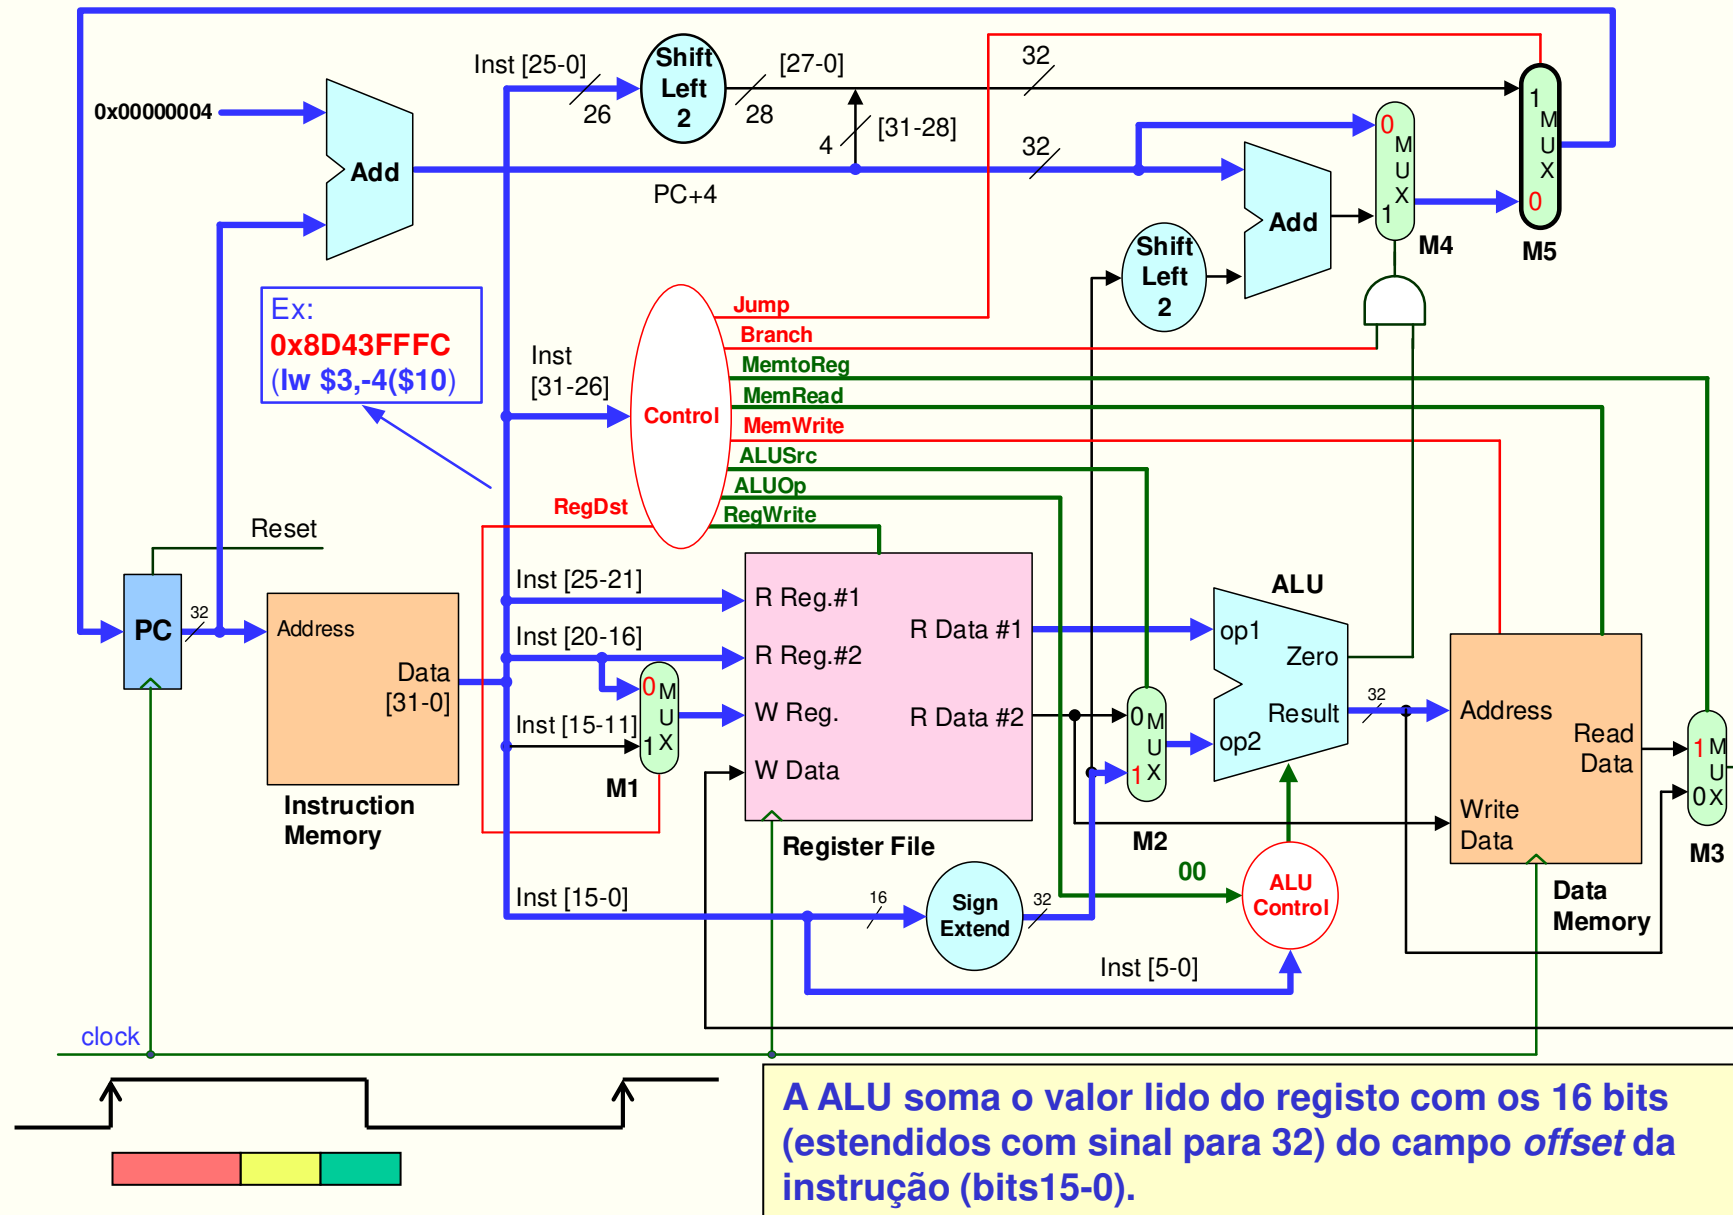 Inst [25-0]
Shift
Left
2
[27-0]
32
26
28
0x00000004
4
[31-28]
32
Add
PC+4
1
M
U
X
0
M5
0
M
U
X
1
M4
Add
Shift
Left
2
Ex:
0x8D43FFFC
(lw $3,-4($10)
Inst
[31-26]
Control
Jump
Branch
MemtoReg
MemRead
MemWrite
ALUSrc
ALUOp
RegWrite
RegDst
Reset
PC
32
Address
Data
[31-0]
Instruction
Memory
Inst [25-21]
Inst [20-16]
Inst [15-11]
0
M
U
X
1
M1
R Reg.#1
R Reg.#2
W Reg.
W Data
R Data #1
R Data #2
Register File
0
M
U
X
1
M2
ALU
op1
op2
Zero
Result
32
Address
Read
Data
Write
Data
Data
Memory
1
M
U
X
0
M3
00
ALU
Control
Inst [15-0]
16
Sign
Extend
32
Inst [5-0]
clock
A ALU soma o valor lido do registo com os 16 bits
(estendidos com sinal para 32) do campo offset da
instrução (bits15-0).